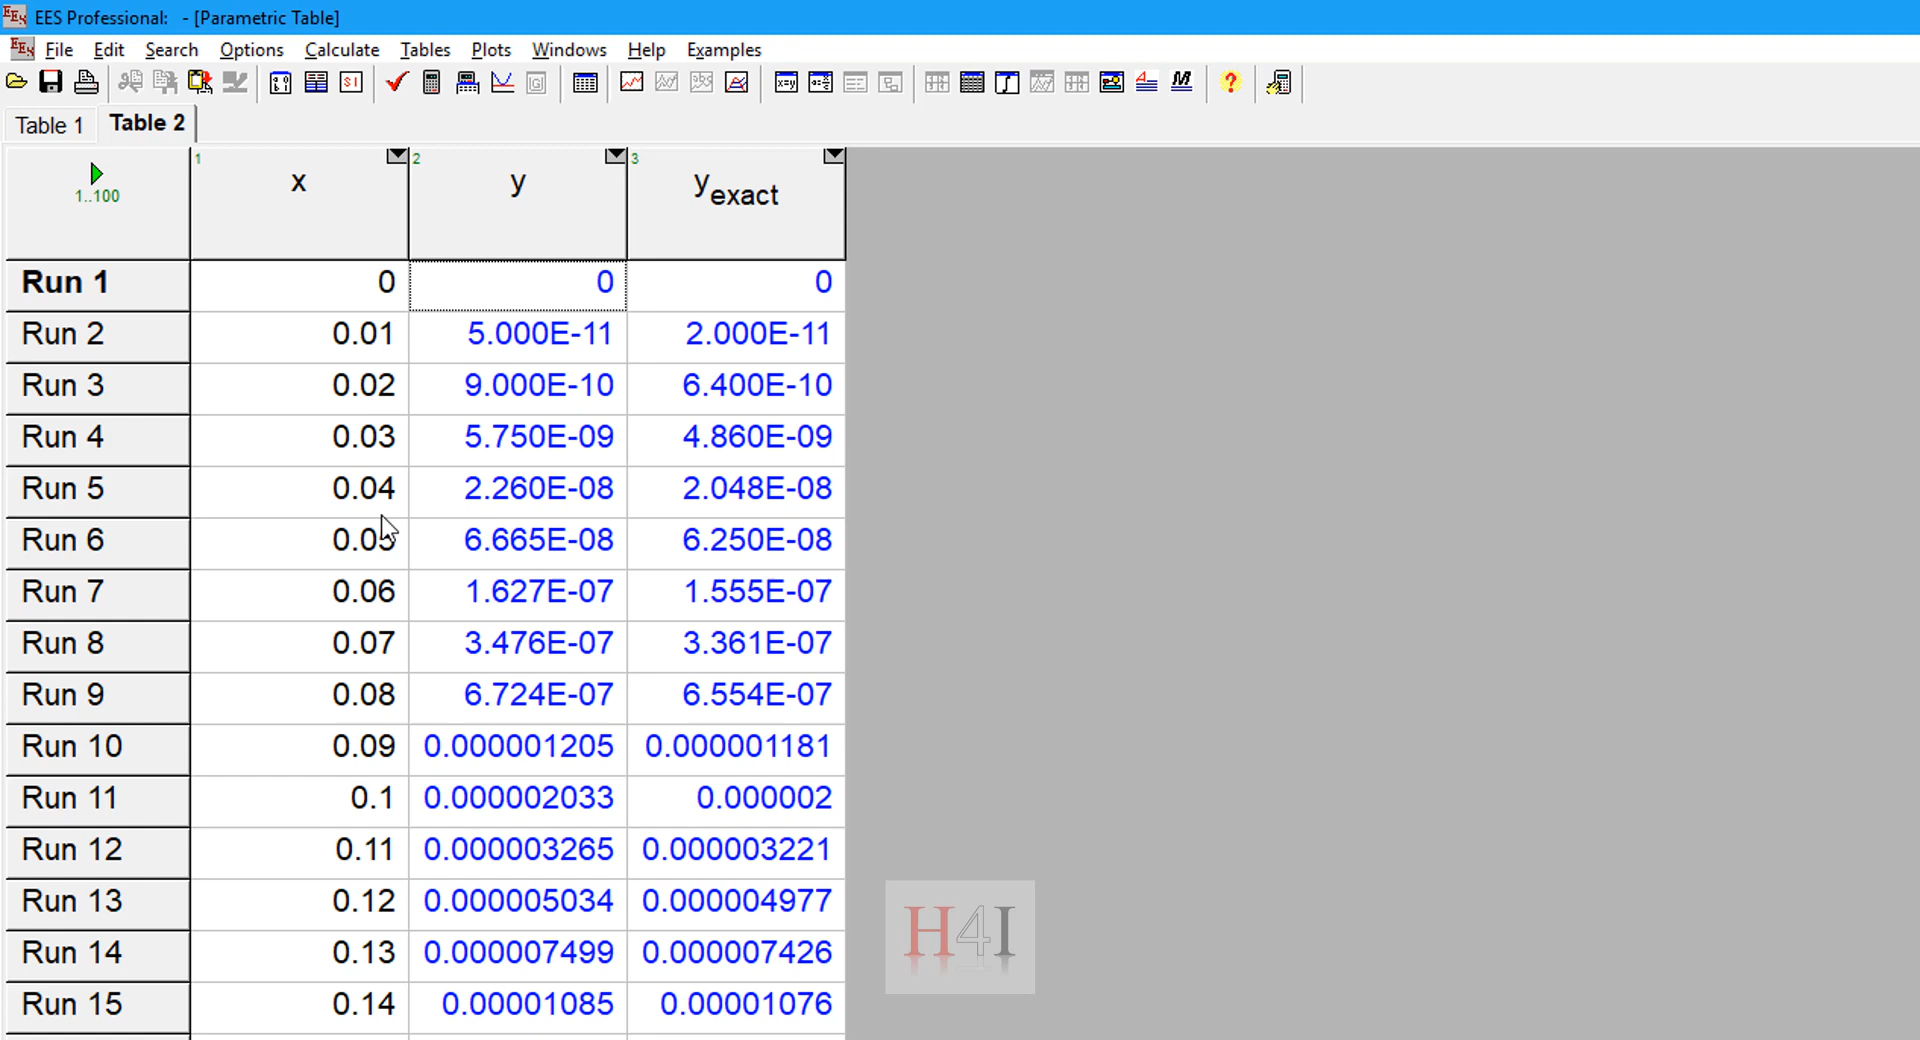 EES Professional: - [Parametric Table]
File Edit Search Options Calculate Tables Plots Windows Help Examples
Table 1 Table 2
1..100 1 x 2 y 3 yexact
Run 1 0 0 0
Run 2 0.01 5.000E-11 2.000E-11
Run 3 0.02 9.000E-10 6.400E-10
Run 4 0.03 5.750E-09 4.860E-09
Run 5 0.04 2.260E-08 2.048E-08
Run 6 0.05 6.665E-08 6.250E-08
Run 7 0.06 1.627E-07 1.555E-07
Run 8 0.07 3.476E-07 3.361E-07
Run 9 0.08 6.724E-07 6.554E-07
Run 10 0.09 0.000001205 0.000001181
Run 11 0.1 0.000002033 0.000002
Run 12 0.11 0.000003265 0.000003221
Run 13 0.12 0.000005034 0.000004977
Run 14 0.13 0.000007499 0.000007426
Run 15 0.14 0.00001085 0.00001076
H4I